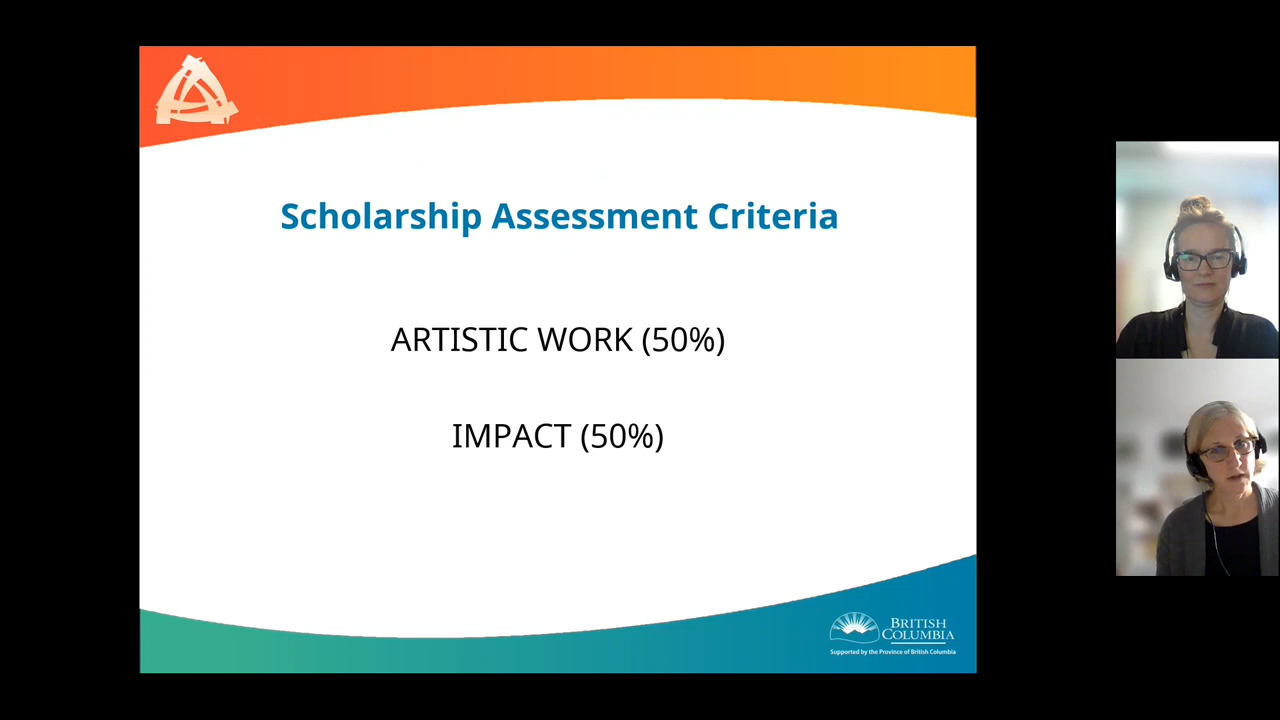 Scholarship Assessment Criteria
ARTISTIC WORK (50%)
IMPACT (50%)
BRITISH
COLUMBIA
Supported by the Province of British Columbia